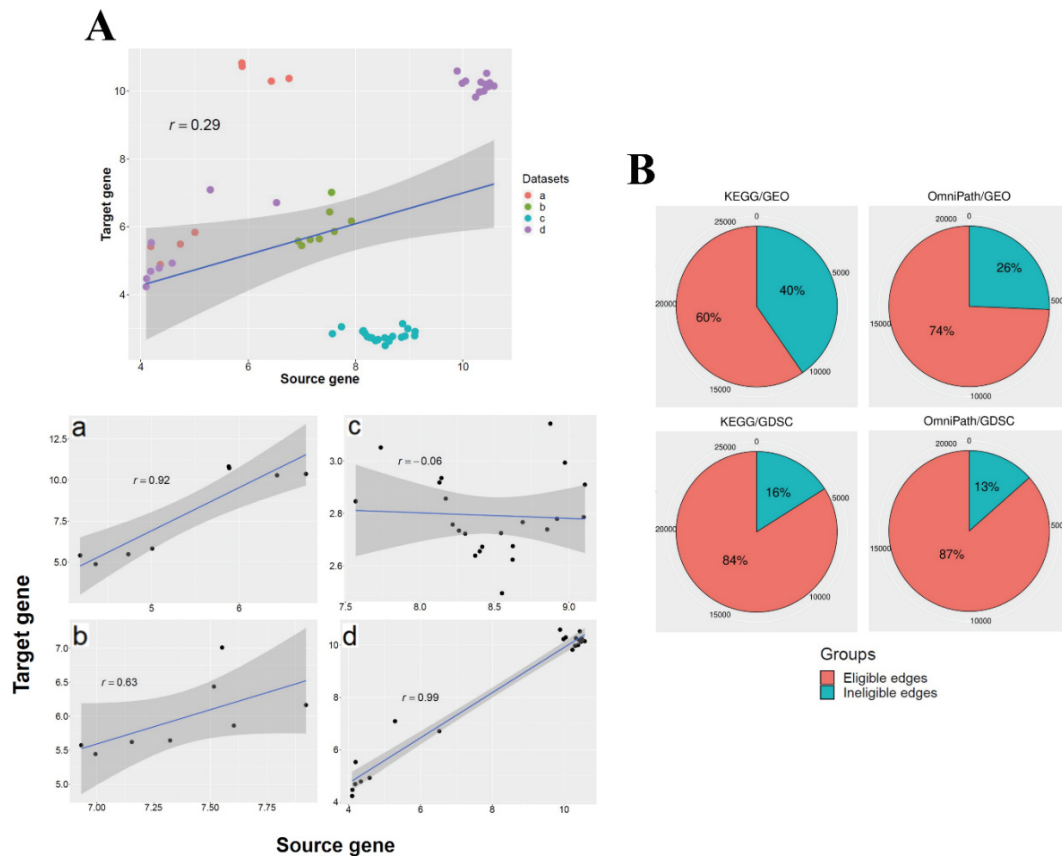 A
10
8
6
4
4
6
8
10
Target gene
Source gene
r = 0.29
Datasets
a
b
c
d
a
12.5
10.0
7.5
5.0
5
6
r = 0.92
c
3.0
2.8
2.6
7.5
8.0
8.5
9.0
r = −0.06
b
7.0
6.5
6.0
5.5
5.0
7.00
7.25
7.50
7.75
r = 0.63
d
10
8
6
4
4
6
8
10
r = 0.99
Target gene
Source gene
B
KEGG/GEO
0
5000
10000
15000
20000
25000
40%
60%
OmniPath/GEO
0
10000
15000
20000
26%
74%
KEGG/GDSC
0
5000
10000
15000
20000
25000
16%
84%
OmniPath/GDSC
0
10000
15000
20000
13%
87%
Groups
Eligible edges
Ineligible edges